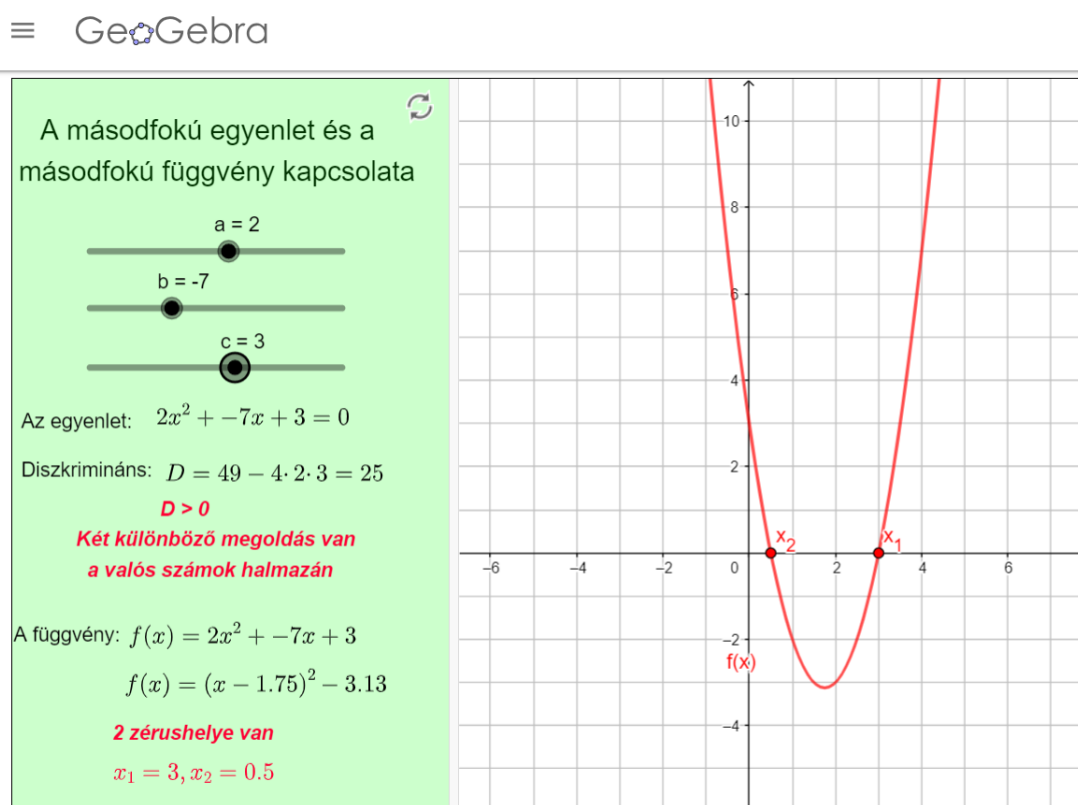 GeoGebra
A másodfokú egyenlet és a
másodfokú függvény kapcsolata
a = 2
b = -7
c = 3
Az egyenlet: 2x² + −7x + 3 = 0
Diszkrimináns: D = 49 − 4· 2· 3 = 25
D > 0
Két különböző megoldás van
a valós számok halmazán
A függvény: f(x) = 2x² + −7x + 3
f(x) = (x − 1.75)² − 3.13
2 zérushelye van
x₁ = 3, x₂ = 0.5
10
8
6
4
2
x₂ x₁
−6 −4 −2 0 2 4 6
−2
f(x)
−4